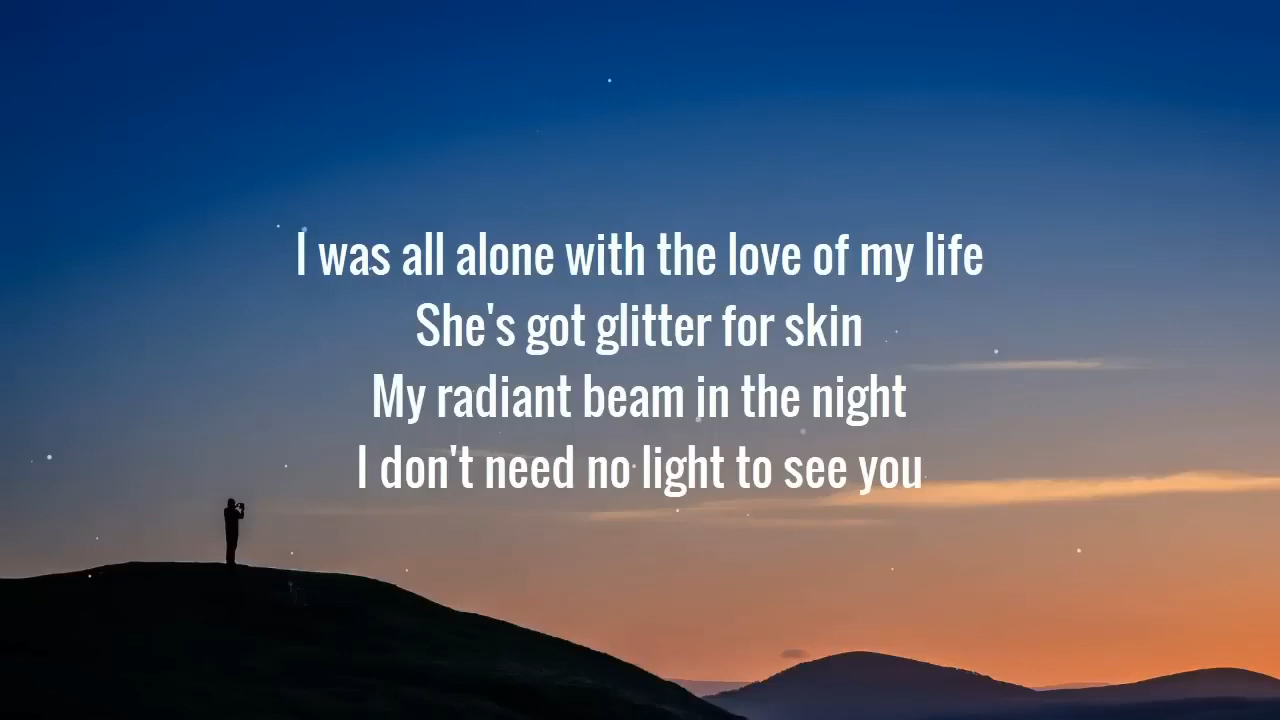 I was all alone with the love of my life
She's got glitter for skin
My radiant beam in the night
I don't need no light to see you